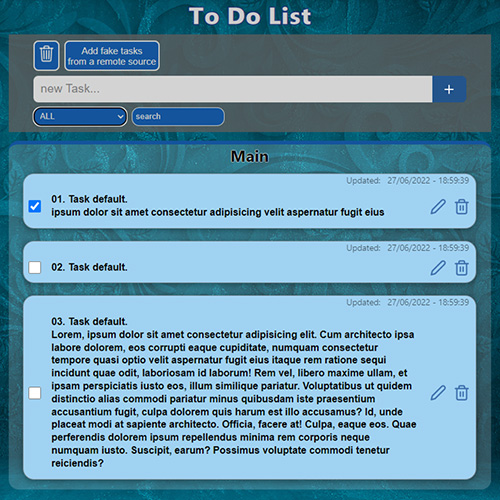 To Do List
Add fake tasks
from a remote source
new Task...
+
ALL
search
Main
Updated: 27/06/2022 - 18:59:39
01. Task default.
ipsum dolor sit amet consectetur adipisicing velit aspernatur fugit eius
Updated: 27/06/2022 - 18:59:39
02. Task default.
Updated: 27/06/2022 - 18:59:39
03. Task default.
Lorem, ipsum dolor sit amet consectetur adipisicing elit. Cum architecto ipsa
labore dolorem, eos corrupti eaque cupiditate, numquam consectetur
tempore quasi optio velit aspernatur fugit eius itaque rem ratione sequi
incidunt quae odit, laboriosam id laborum! Rem vel, libero maxime ullam, et
ipsam perspiciatis iusto eos, illum similique pariatur. Voluptatibus ut quidem
distinctio alias commodi pariatur minus quibusdam iste praesentium
accusantium fugit, culpa dolorem quis harum est illo accusamus? Id, unde
placeat modi at sapiente architecto. Officia, facere at! Culpa, eaque eos. Quae
perferendis dolorem ipsum repellendus minima rem corporis neque
numquam iusto. Suscipit, earum? Possimus voluptate commodi tenetur
reiciendis?